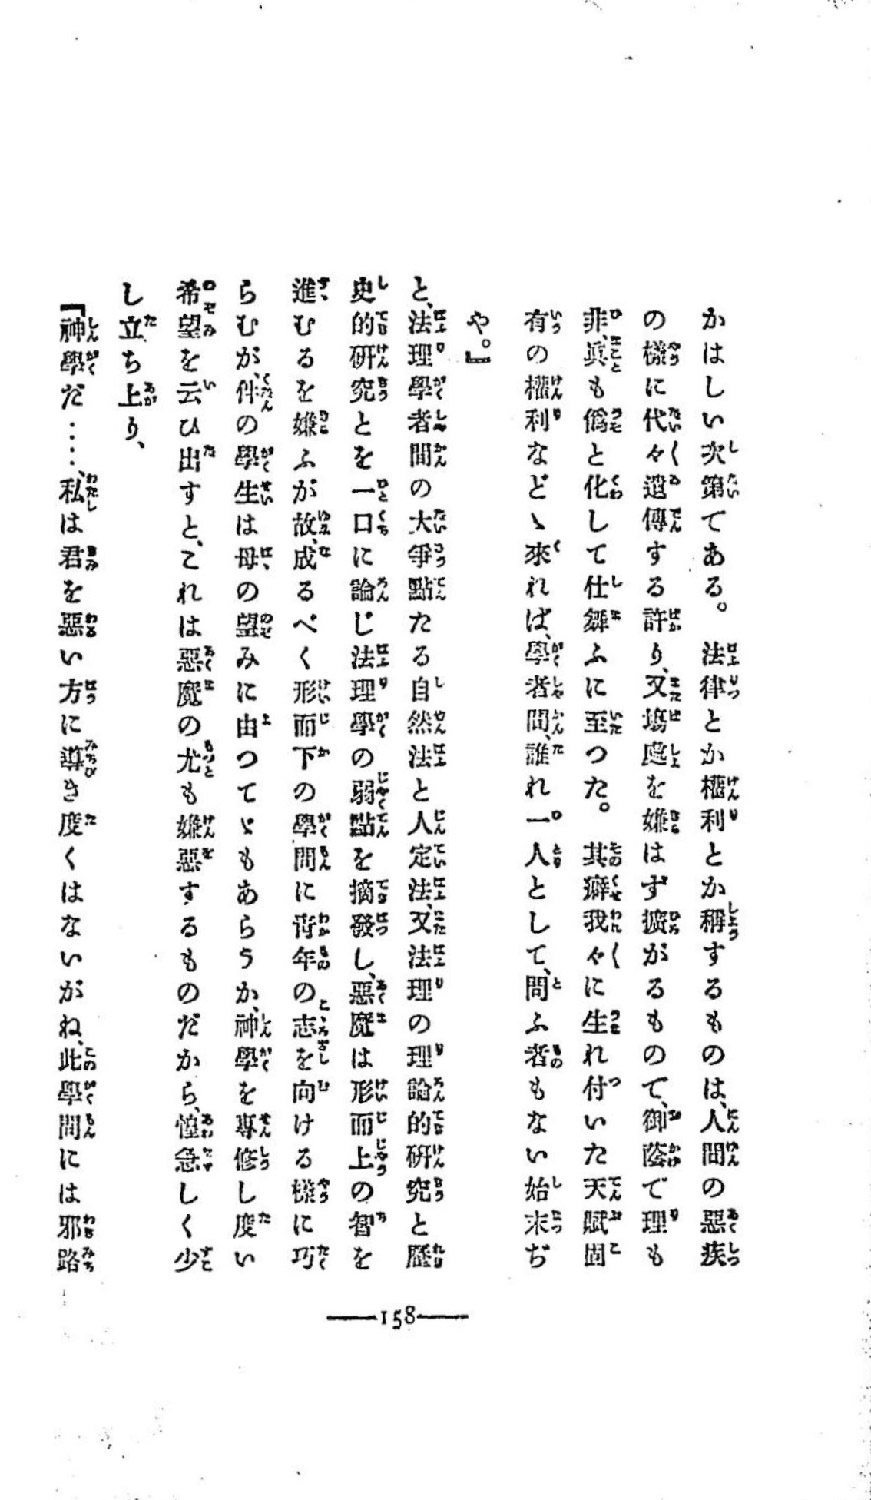 かはしい次第である。法律とか權利とか稱するものは、人間の惡疾
の樣に代々遺傳する許り、又塲處を嫌はず擴がるもので、御蔭で理も
非、眞も僞と化して仕舞ふに至つた。其癖我々に生れ付いた天賦固
有の權利などゝ來れば、學者間、誰れ一人として、問ふ者もない始末ぢ
や。』
と、法理學者間の大爭點たる自然法と人定法、又法理の理論的研究と歷
史的研究とを一口に論じ法理學の弱點を摘發し、惡魔は形而上の智を
進むるを嫌ふが故、成るべく形而下の學問に靑年の志を向ける樣に巧
らむが、件の學生は母の望みに由つてゞもあらうか、神學を專修し度い
希望を云ひ出すと、これは惡魔の尤も嫌惡するものだから、惶急しく少
し立ち上り、
『神學だ……、私は君を惡い方に導き度くはないがね、此學問には邪路
158